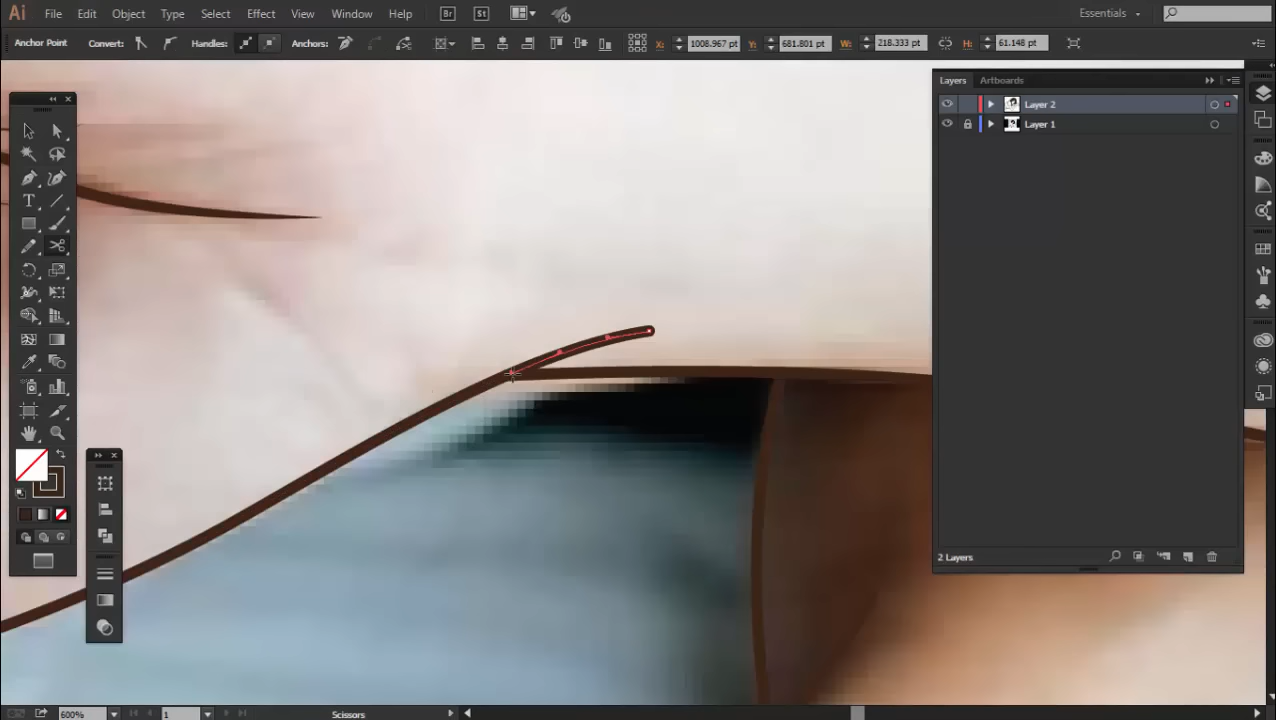 Ai File Edit Object Type Select Effect View Window Help Br St Essentials
Anchor Point Convert: Handles: Anchors: X: 1008.967 pt Y: 681.801 pt W: 218.333 pt H: 61.148 pt
Layers Artboards
Layer 2
Layer 1
T
2 Layers
600% 1 Scissors